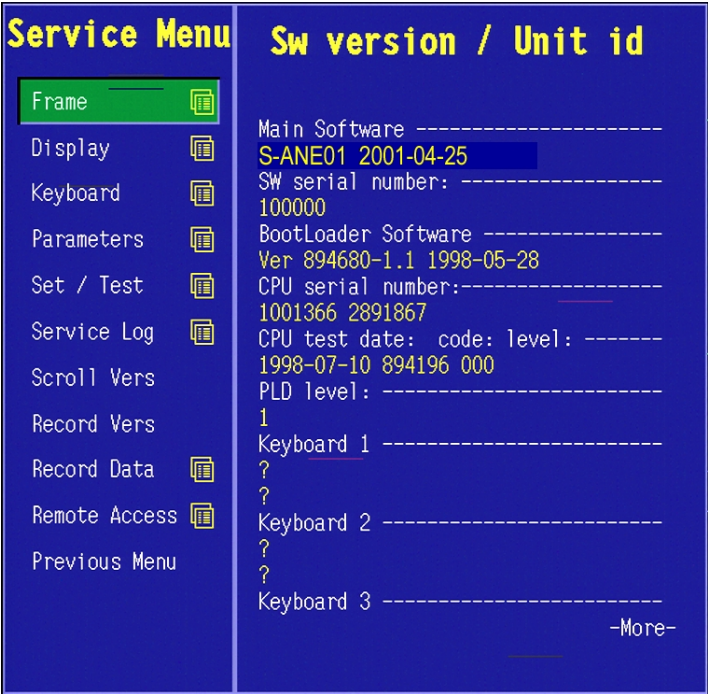 Service Menu
Frame
Display
Keyboard
Parameters
Set / Test
Service Log
Scroll Vers
Record Vers
Record Data
Remote Access
Previous Menu
Sw version / Unit id
Main Software ----------------------
S-ANE01 2001-04-25
SW serial number: ------------------
100000
BootLoader Software ----------------
Ver 894680-1.1 1998-05-28
CPU serial number:------------------
1001366 2891867
CPU test date: code: level: -------
1998-07-10 894196 000
PLD level: -------------------------
1
Keyboard 1 -------------------------
?
?
Keyboard 2 -------------------------
?
?
Keyboard 3 -------------------------
-More-